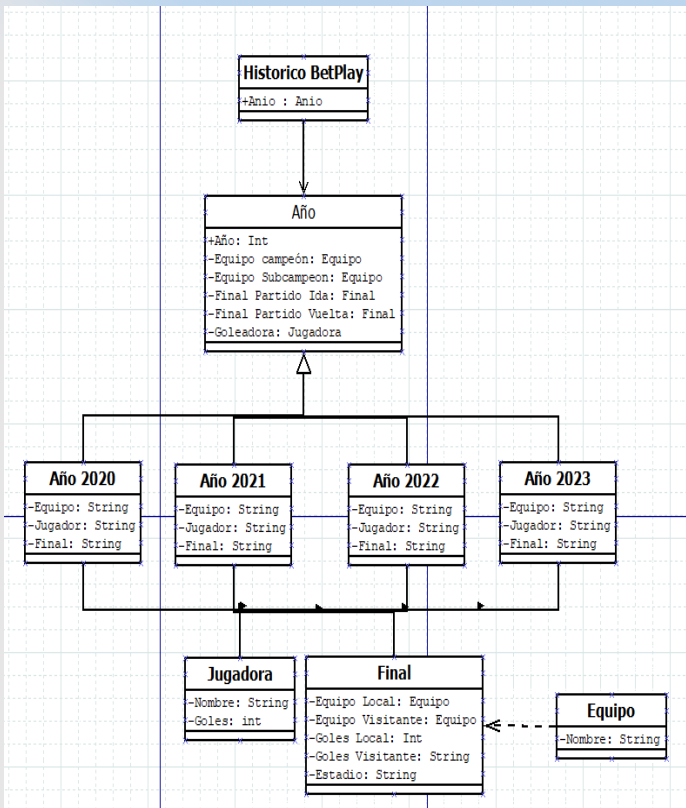 Historico BetPlay
+Anio : Anio
Año
+Año: Int
-Equipo campeón: Equipo
-Equipo Subcampeon: Equipo
-Final Partido Ida: Final
-Final Partido Vuelta: Final
-Goleadora: Jugadora
Año 2020
-Equipo: String
-Jugador: String
-Final: String
Año 2021
-Equipo: String
-Jugador: String
-Final: String
Año 2022
-Equipo: String
-Jugador: String
-Final: String
Año 2023
-Equipo: String
-Jugador: String
-Final: String
Jugadora
-Nombre: String
-Goles: int
Final
-Equipo Local: Equipo
-Equipo Visitante: Equipo
-Goles Local: Int
-Goles Visitante: String
-Estadio: String
Equipo
-Nombre: String